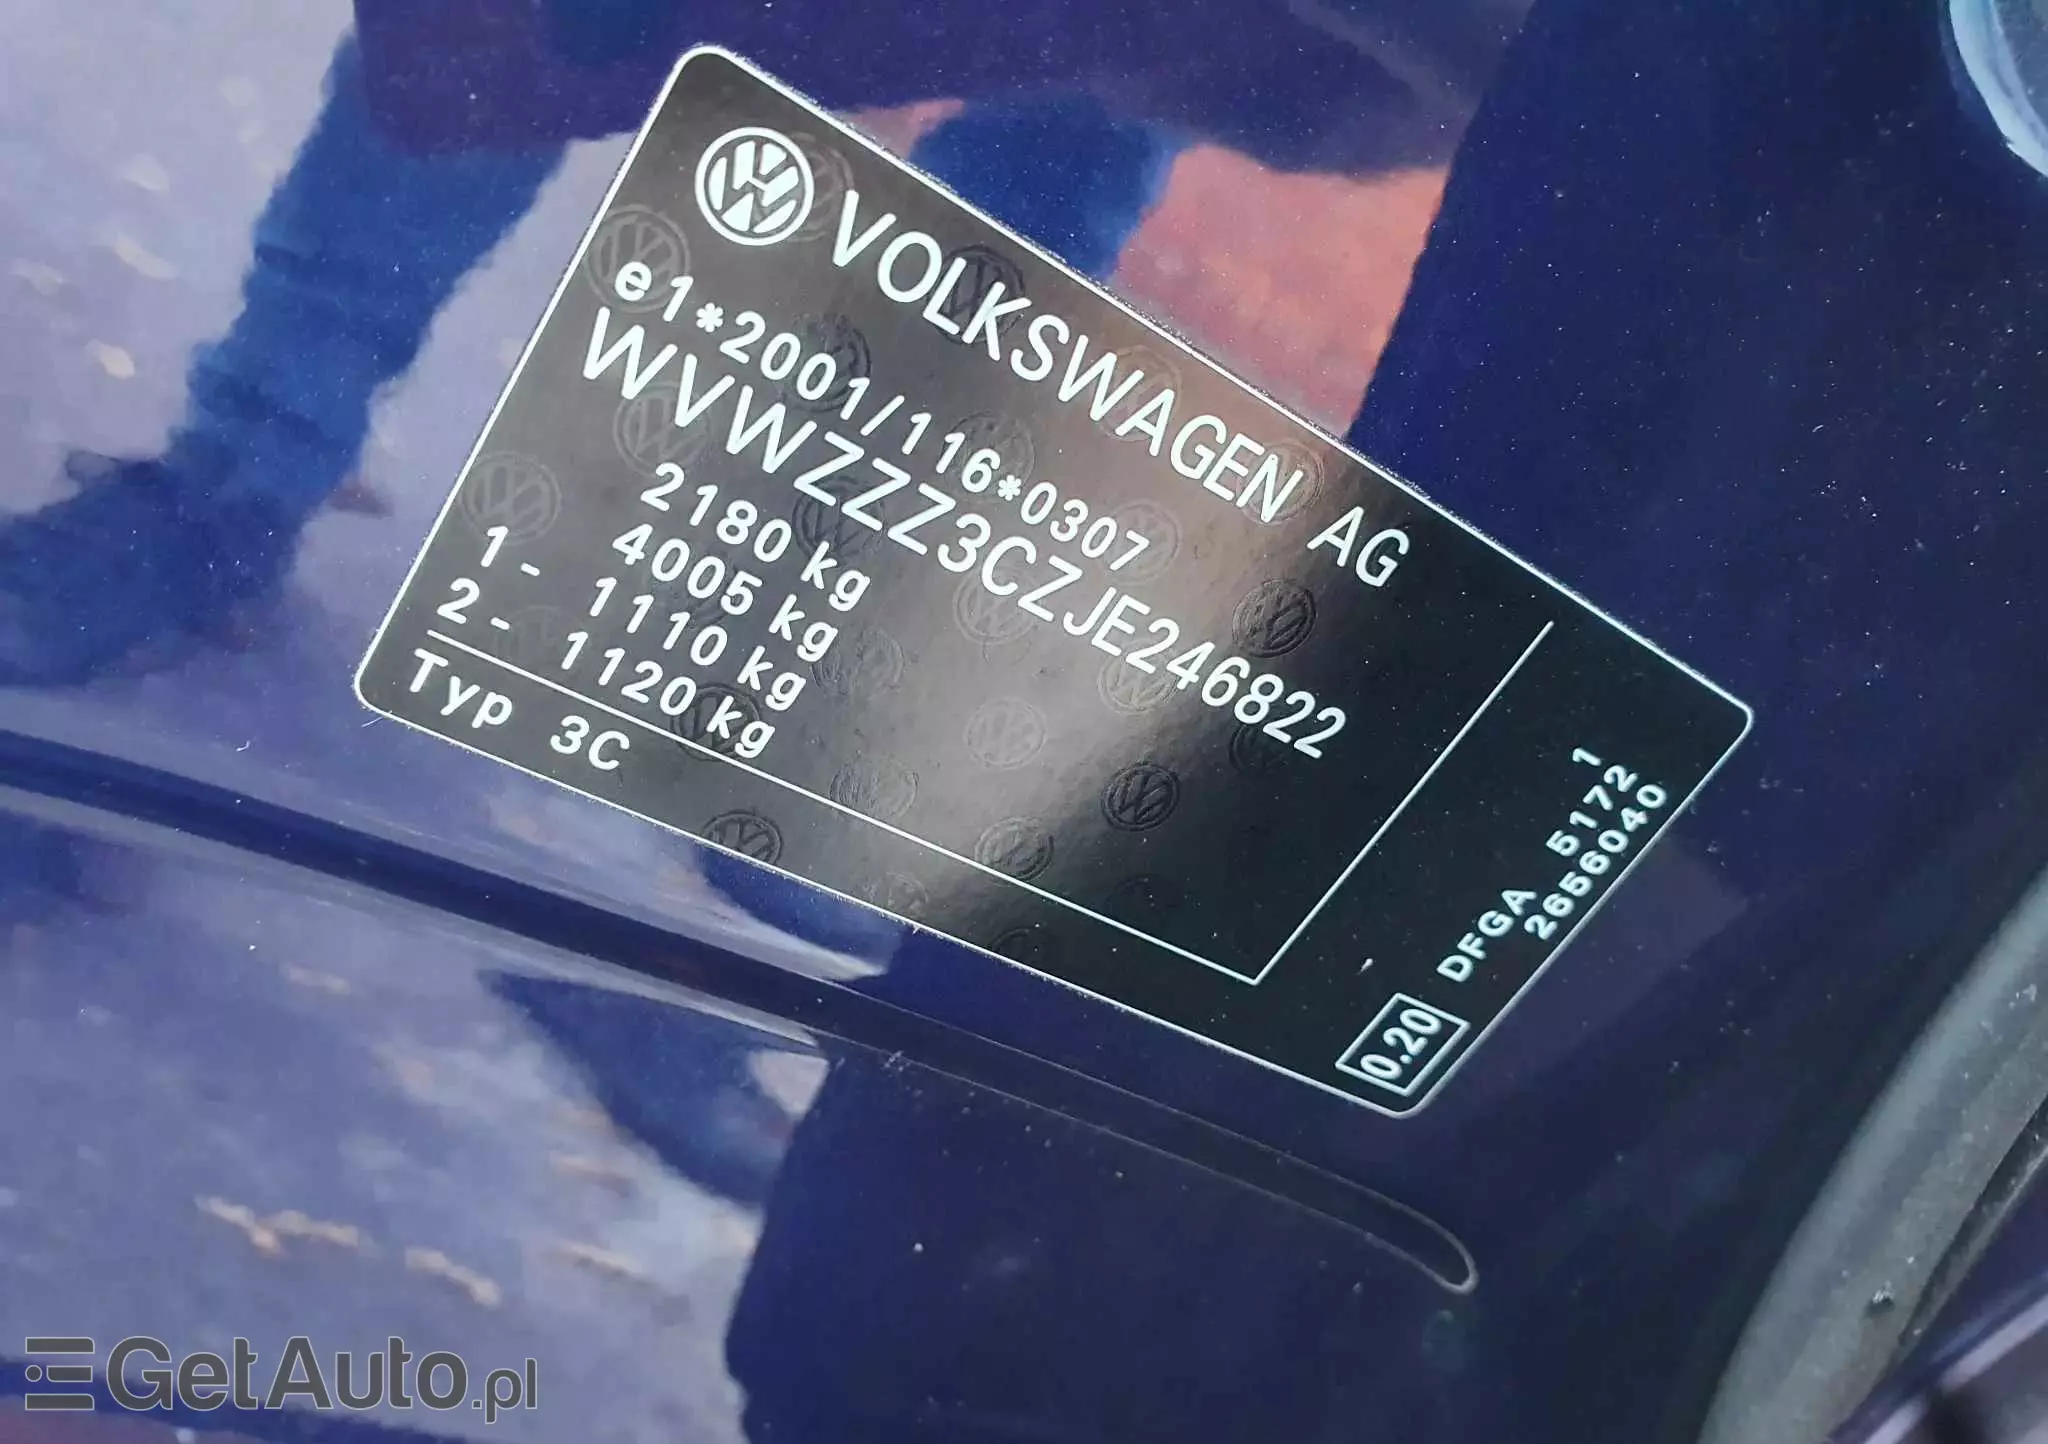 VOLKSWAGEN AG
e1*2001/116*0307
WVWZZZ3CZJE246822
2180 kg
4005 kg
1- 1110 kg
2- 1120 kg
Typ 3C
1
DFGA 5172
2656040
0.20
GetAuto.pl